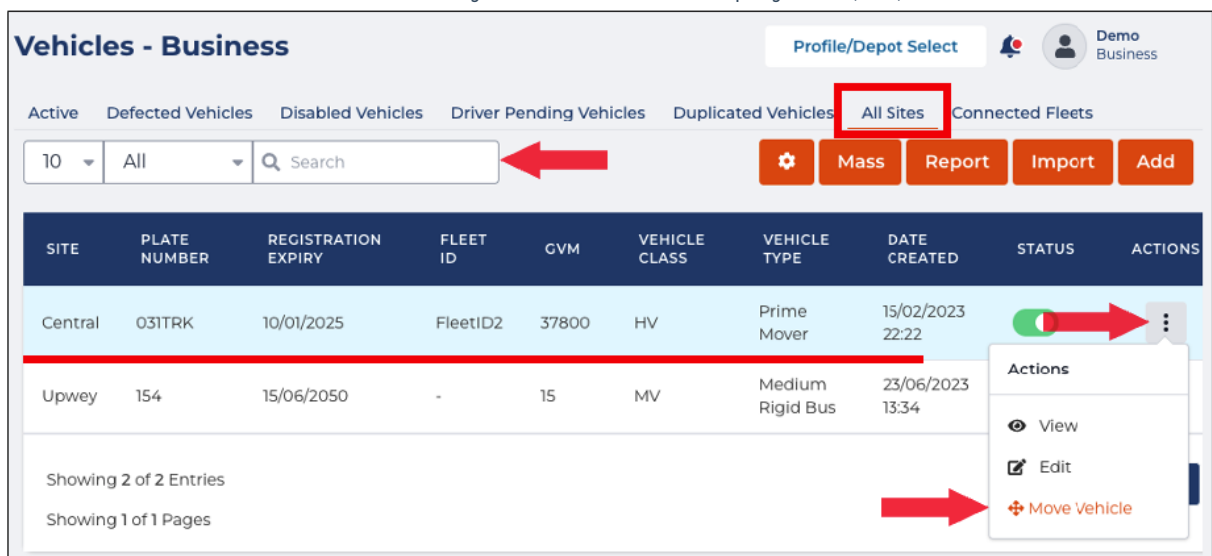 Vehicles - Business
Profile/Depot Select
Demo
Business
Active Defected Vehicles Disabled Vehicles Driver Pending Vehicles Duplicated Vehicles All Sites Connected Fleets
10 All Search
Mass Report Import Add
SITE PLATE NUMBER REGISTRATION EXPIRY FLEET ID GVM VEHICLE CLASS VEHICLE TYPE DATE CREATED STATUS ACTIONS
Central 031TRK 10/01/2025 FleetID2 37800 HV Prime Mover 15/02/2023 22:22
Actions
Upwey 154 15/06/2050 - 15 MV Medium Rigid Bus 23/06/2023 13:34
View
Edit
Move Vehicle
Showing 2 of 2 Entries
Showing 1 of 1 Pages